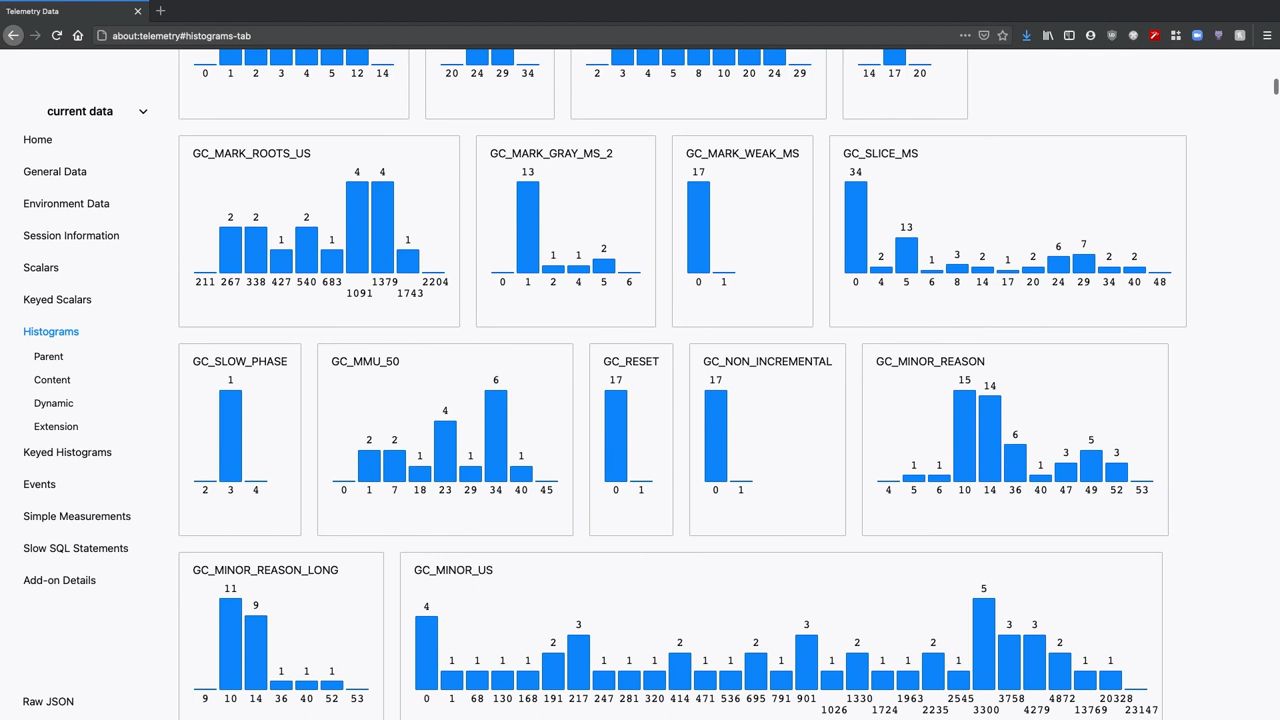 Telemetry Data
about:telemetry#histograms-tab
current data
Home
General Data
Environment Data
Session Information
Scalars
Keyed Scalars
Histograms
Parent
Content
Dynamic
Extension
Keyed Histograms
Events
Simple Measurements
Slow SQL Statements
Add-on Details
Raw JSON
0 1 2 3 4 5 12 14
20 24 29 34
2 3 4 5 8 10 20 24 29
14 17 20
GC_MARK_ROOTS_US
2 2 1 2 1 4 4 1
211 267 338 427 540 683 1091 1379 1743 2204
GC_MARK_GRAY_MS_2
13 1 1 2
0 1 2 4 5 6
GC_MARK_WEAK_MS
17
0 1
GC_SLICE_MS
34 2 13 1 3 2 1 2 6 7 2 2
0 4 5 6 8 14 17 20 24 29 34 40 48
GC_SLOW_PHASE
1
2 3 4
GC_MMU_50
2 2 1 4 1 6 1
0 1 7 18 23 29 34 40 45
GC_RESET
17
0 1
GC_NON_INCREMENTAL
17
0 1
GC_MINOR_REASON
1 1 15 14 6 1 3 5 3
4 5 6 10 14 36 40 47 49 52 53
GC_MINOR_REASON_LONG
11 9 1 1 1
9 10 14 36 40 52 53
GC_MINOR_US
4 1 1 1 1 2 3 1 1 1 2 1 1 2 1 3 1 2 1 1 2 1 5 3 3 2 1 1
0 1 68 130 168 191 217 247 281 320 414 471 536 695 791 901 1026 1330 1724 1963 2235 2545 3300 3758 4279 4872 13769 20328 23147